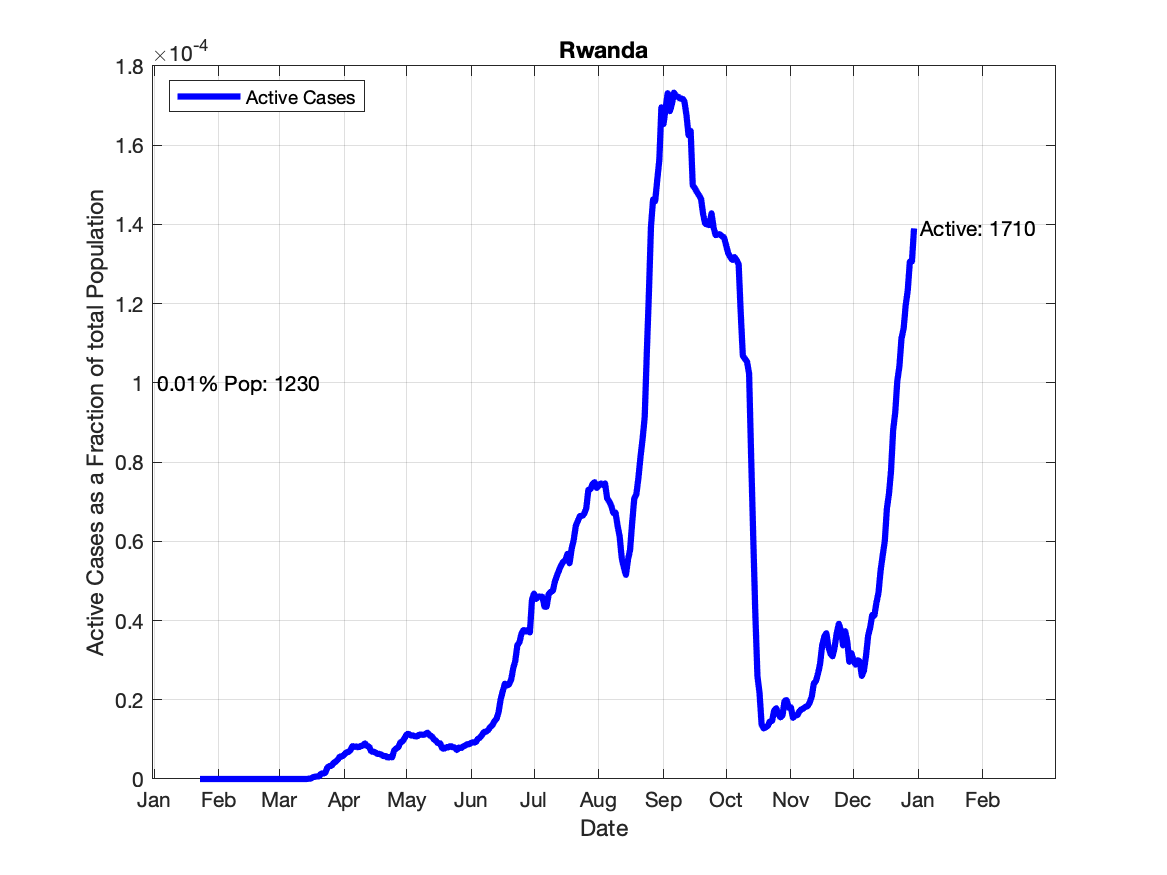 Rwanda
×10-4
Active Cases
1.8
1.6
1.4
1.2
1
0.8
0.6
0.4
0.2
0
Active Cases as a Fraction of total Population
0.01% Pop: 1230
Active: 1710
Jan Feb Mar Apr May Jun Jul Aug Sep Oct Nov Dec Jan Feb
Date